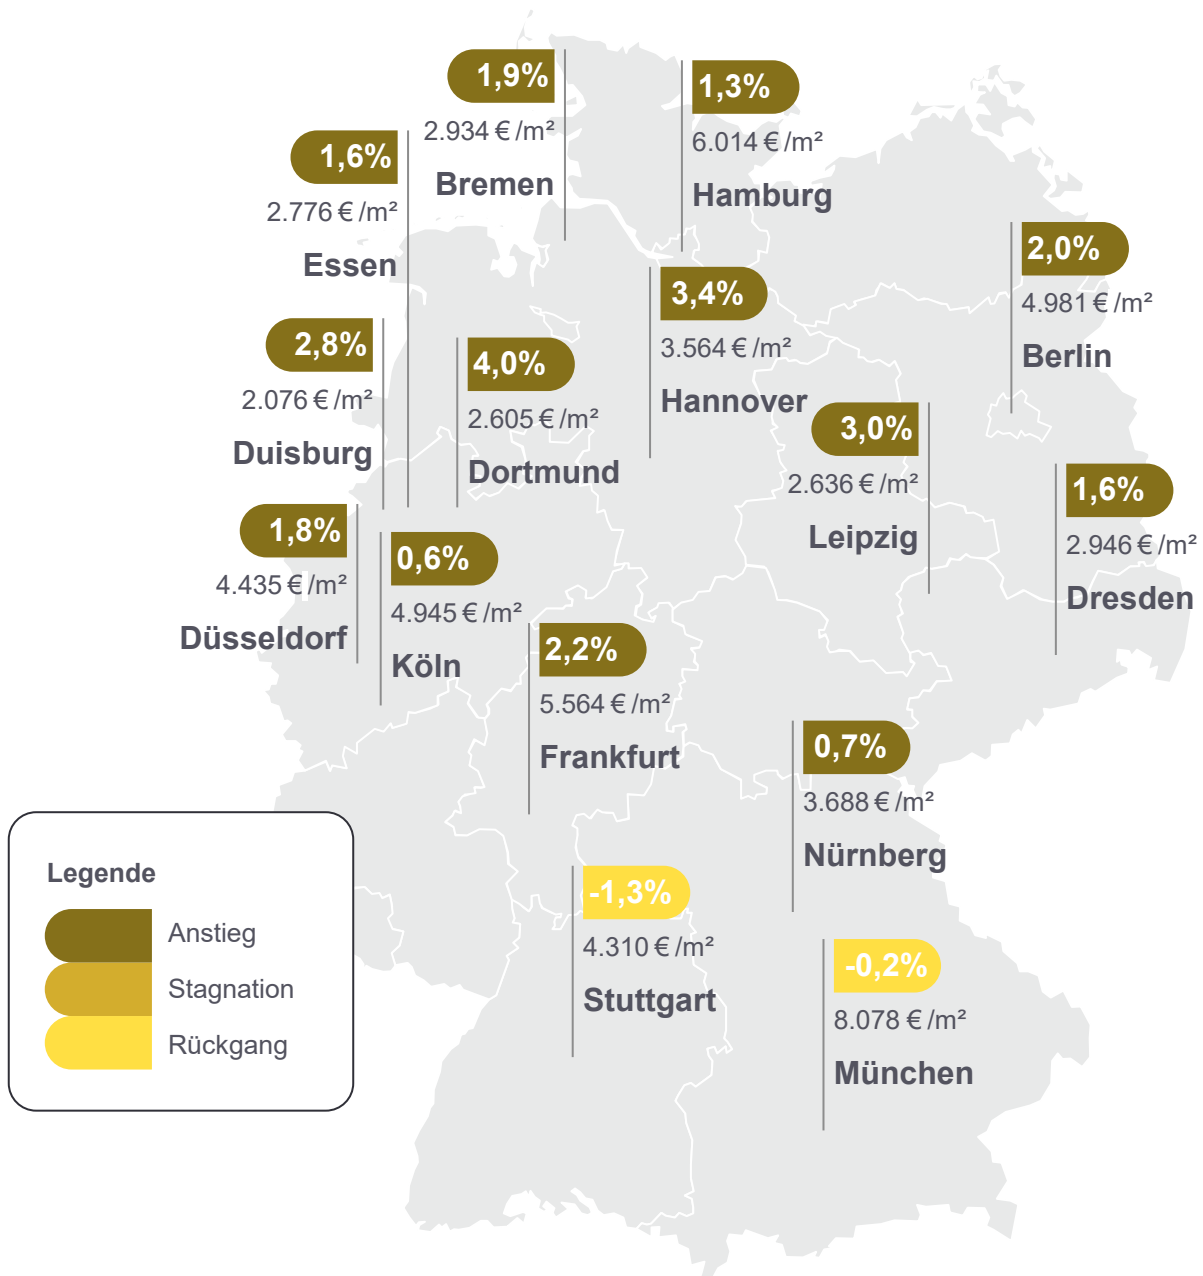 1,9%
2.934 €/m²
Bremen
1,3%
6.014 €/m²
Hamburg
1,6%
2.776 €/m²
Essen
2,0%
4.981 €/m²
Berlin
3,4%
3.564 €/m²
Hannover
2,8%
2.076 €/m²
Duisburg
4,0%
2.605 €/m²
Dortmund
3,0%
2.636 €/m²
Leipzig
1,6%
2.946 €/m²
Dresden
1,8%
4.435 €/m²
Düsseldorf
0,6%
4.945 €/m²
Köln
2,2%
5.564 €/m²
Frankfurt
0,7%
3.688 €/m²
Nürnberg
-1,3%
4.310 €/m²
Stuttgart
-0,2%
8.078 €/m²
München
Legende
Anstieg
Stagnation
Rückgang